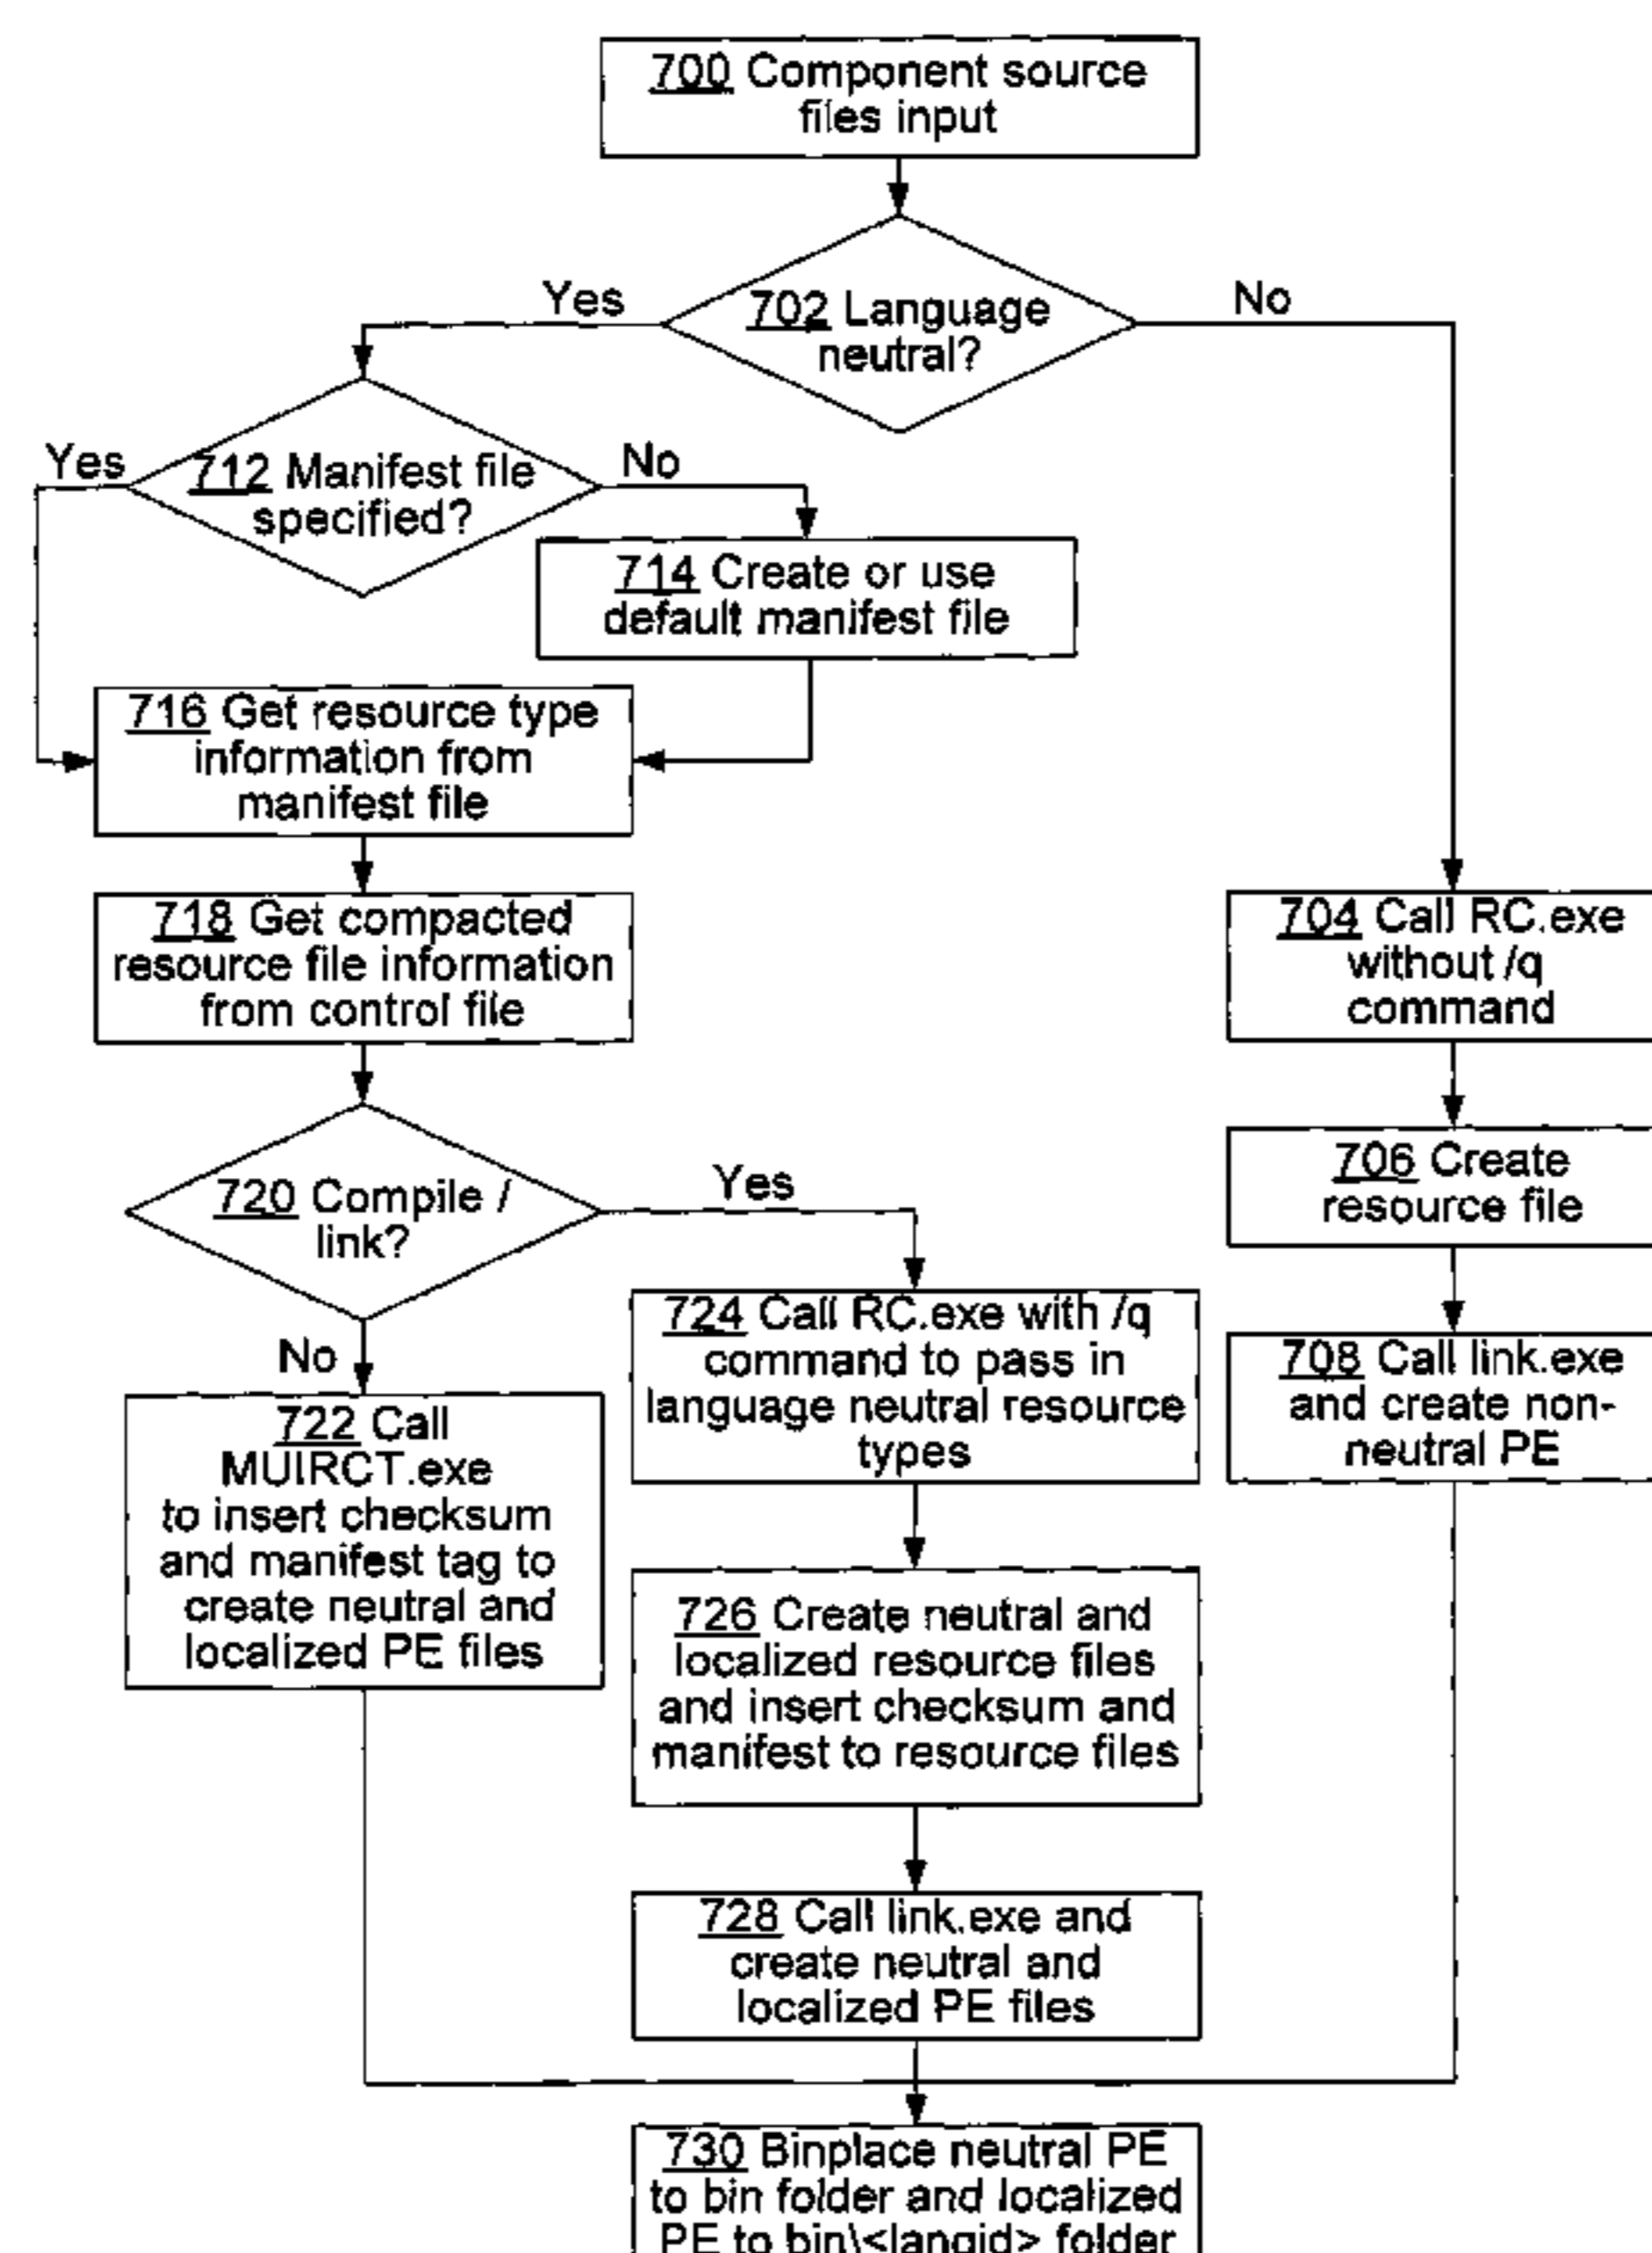 700 Component source
files input
Yes
702 Language
neutral?
No
Yes
712 Manifest file
specified?
No
714 Create or use
default manifest file
716 Get resource type
information from
manifest file
718 Get compacted
resource file information
from control file
704 Call RC.exe
without /q
command
706 Create
resource file
720 Compile /
link?
Yes
No
724 Call RC.exe with /q
command to pass in
language neutral resource
types
708 Call link.exe
and create non-
neutral PE
722 Call
MUIRCT.exe
to insert checksum
and manifest tag to
create neutral and
localized PE files
726 Create neutral and
localized resource files
and insert checksum and
manifest to resource files
728 Call link.exe and
create neutral and
localized PE files
730 Binplace neutral PE
to bin folder and localized
PE to bin\<langid> folder